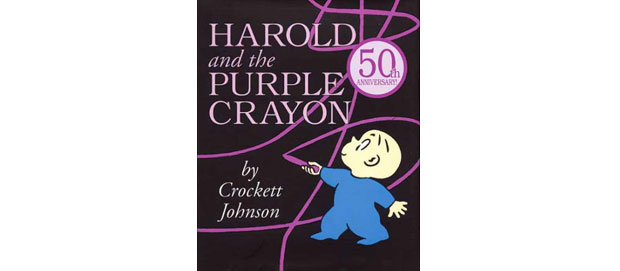 HAROLD
and the
PURPLE
CRAYON
50th
ANNIVERSARY!
by
Crockett
Johnson